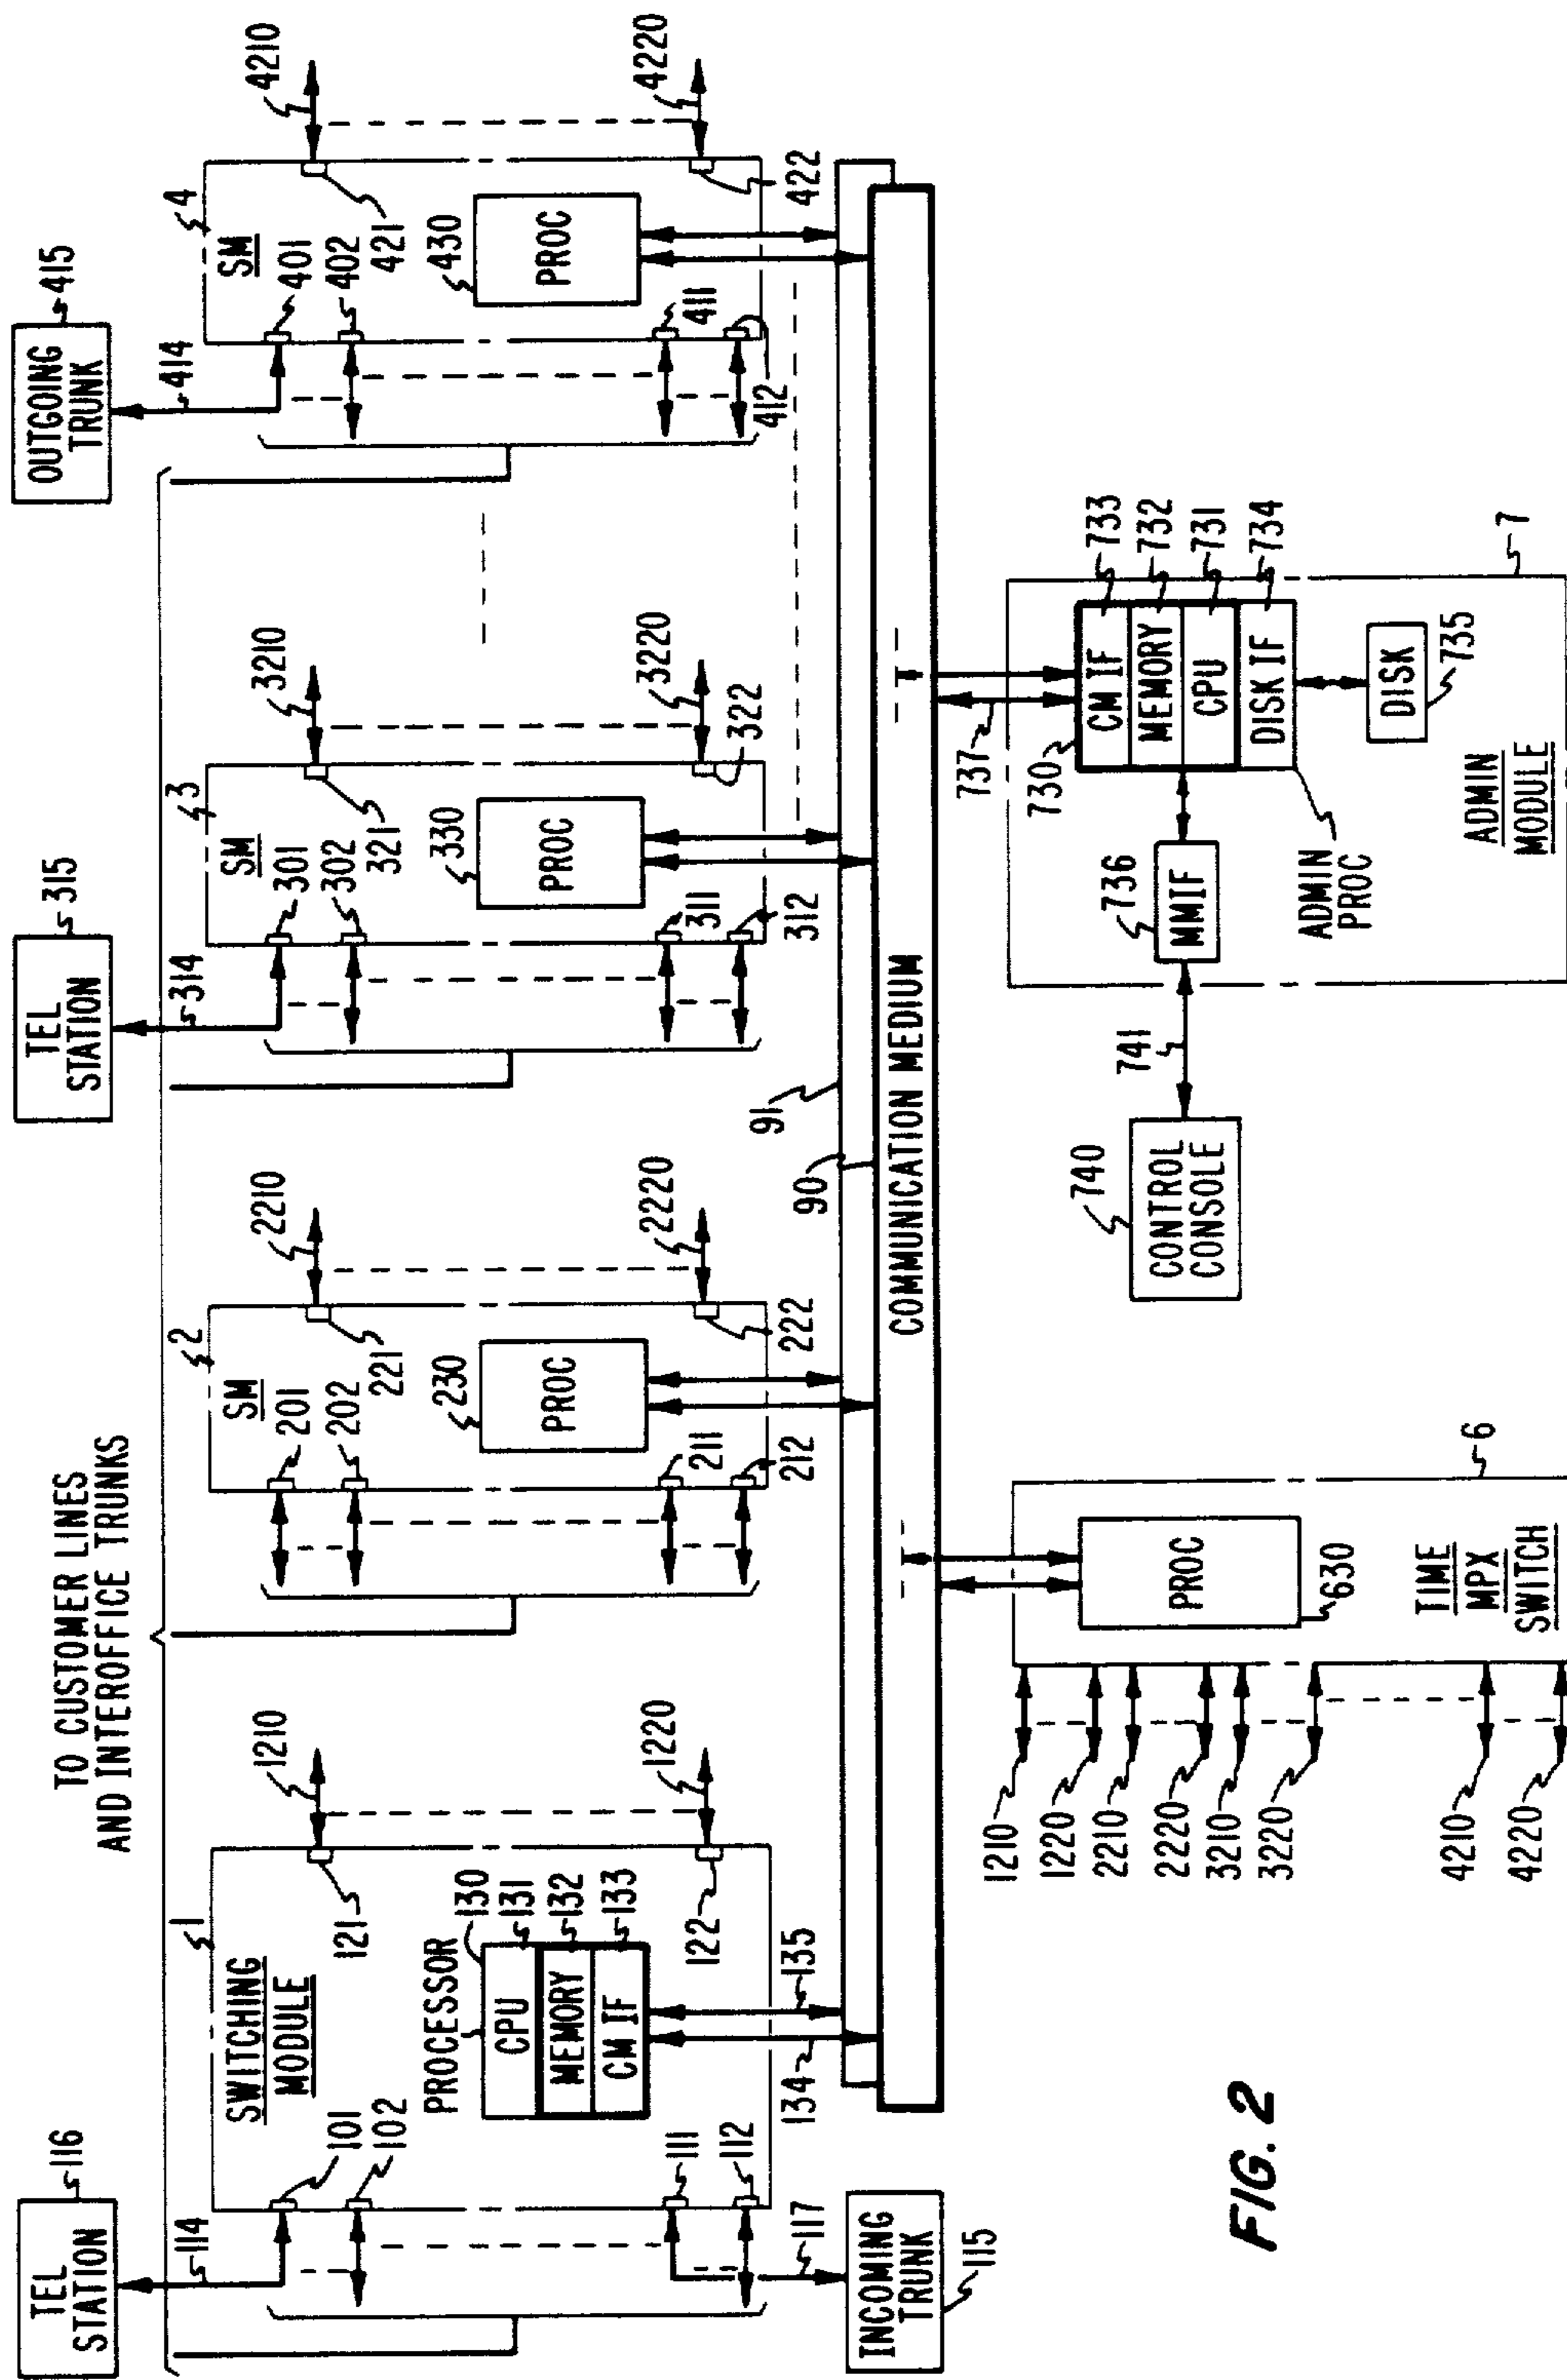 TO CUSTOMER LINES
AND INTEROFFICE TRUNKS
TEL
STATION
116
114
TEL
STATION
315
314
OUTGOING
TRUNK
415
414
1
SWITCHING
MODULE
101
102
111
112
121
122
1210
1220
PROCESSOR
130
CPU
131
MEMORY
132
CM IF
133
134
135
117
INCOMING
TRUNK
115
2
SM
201
202
211
212
221
222
2210
2220
230
PROC
3
SM
301
302
311
312
321
322
3210
3220
330
PROC
4
SM
401
402
411
412
421
422
4210
4220
430
PROC
90
91
COMMUNICATION MEDIUM
1210
1220
2210
2220
3210
3220
4210
4220
PROC
630
6
TIME
MPX
SWITCH
740
CONTROL
CONSOLE
741
736
MMIF
737
730
CM IF
733
MEMORY
732
CPU
731
DISK IF
734
DISK
735
ADMIN
PROC
ADMIN
MODULE
7
FIG. 2